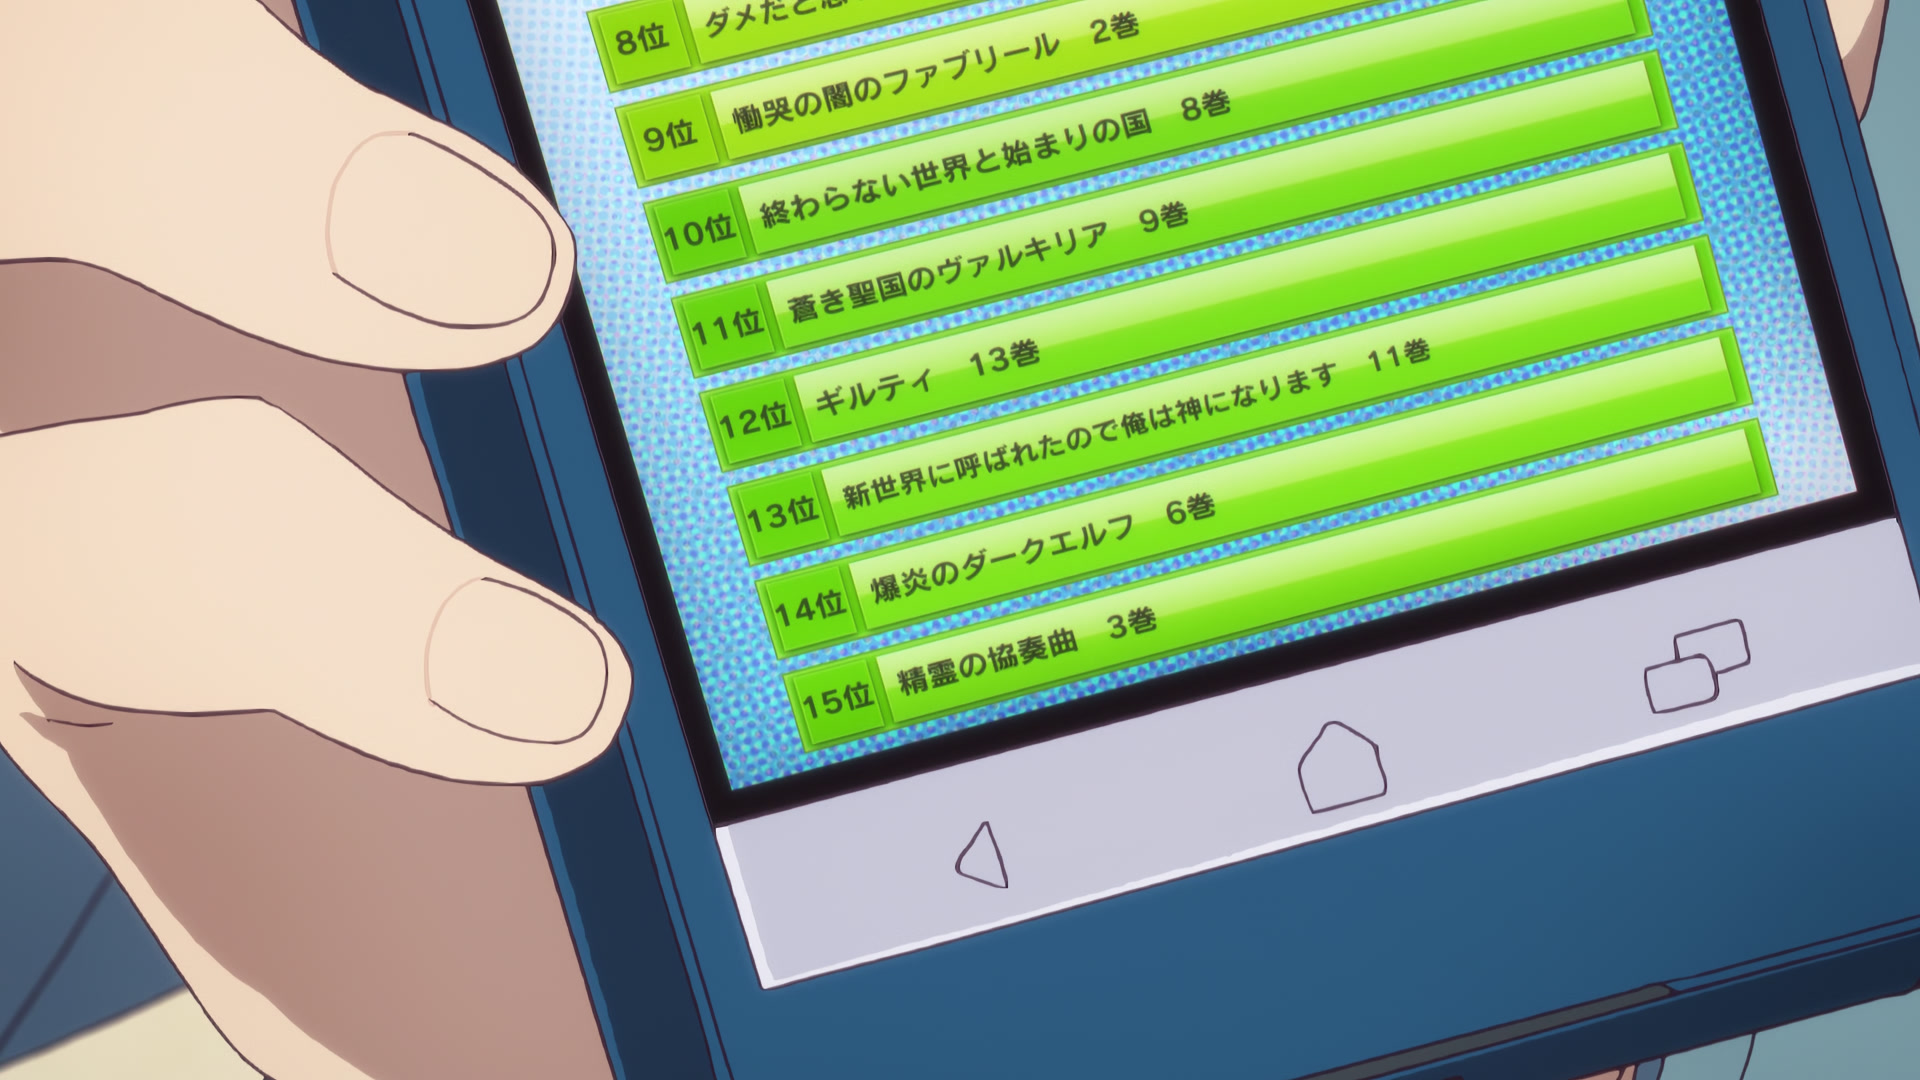 8位 ダメだと思
9位 慟哭の闇のファブリール 2巻
10位 終わらない世界と始まりの国 8巻
11位 蒼き聖国のヴァルキリア 9巻
12位 ギルティ 13巻
13位 新世界に呼ばれたので俺は神になります 11巻
14位 爆炎のダークエルフ 6巻
15位 精霊の協奏曲 3巻